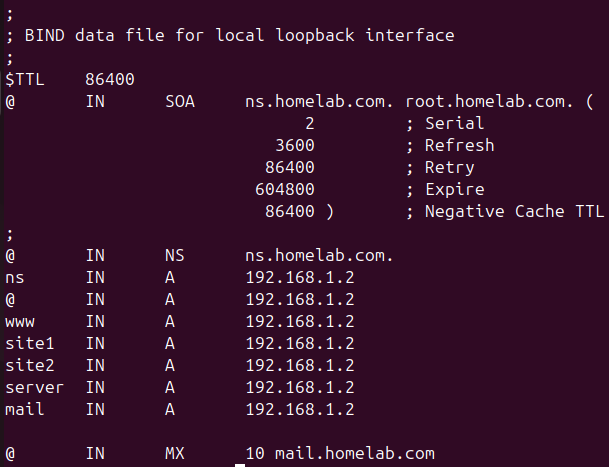 ;
; BIND data file for local loopback interface
;
$TTL    86400
@       IN      SOA     ns.homelab.com. root.homelab.com. (
                              2         ; Serial
                           3600         ; Refresh
                          86400         ; Retry
                         604800         ; Expire
                          86400 )       ; Negative Cache TTL
;
@       IN      NS      ns.homelab.com.
ns      IN      A       192.168.1.2
@       IN      A       192.168.1.2
www     IN      A       192.168.1.2
site1   IN      A       192.168.1.2
site2   IN      A       192.168.1.2
server  IN      A       192.168.1.2
mail    IN      A       192.168.1.2

@       IN      MX      10 mail.homelab.com